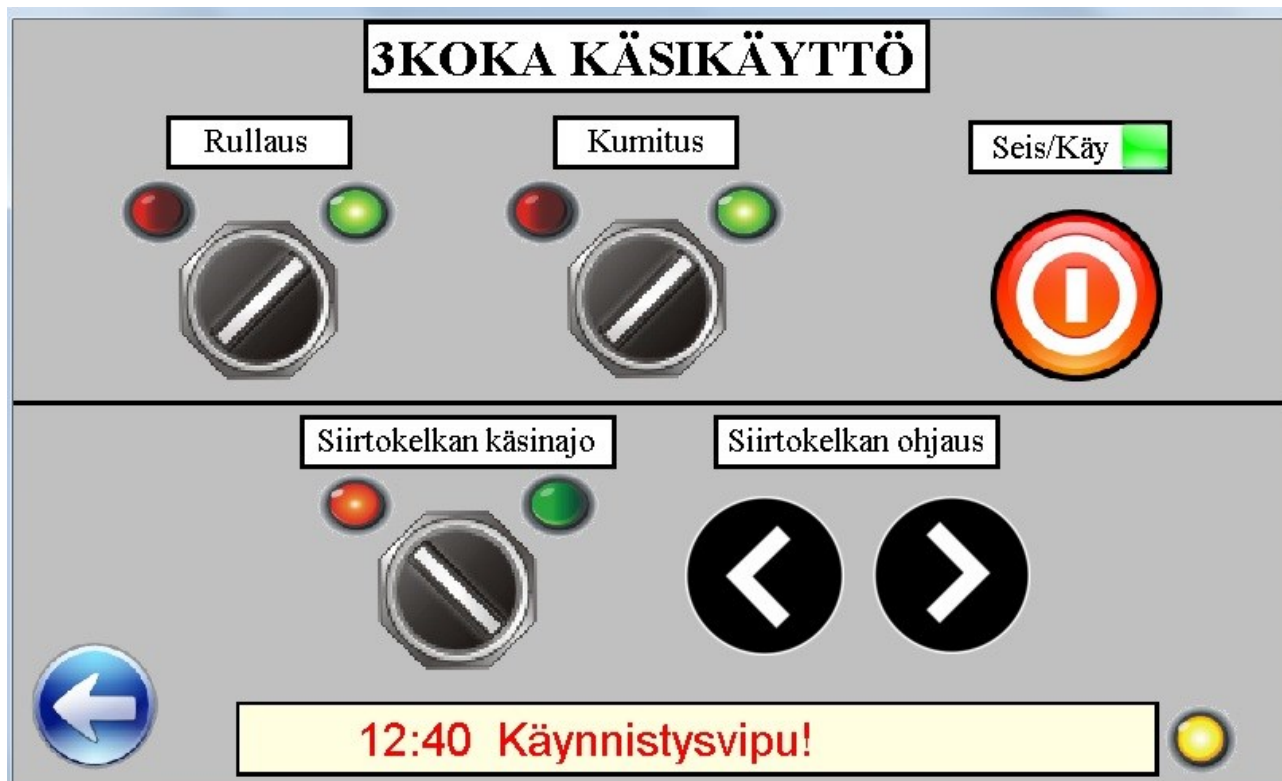 3KOKA KÄSIKÄYTTÖ
Rullaus
Kumitus
Seis/Käy
Siirtokelkan käsinajo
Siirtokelkan ohjaus
12:40 Käynnistysvipu!